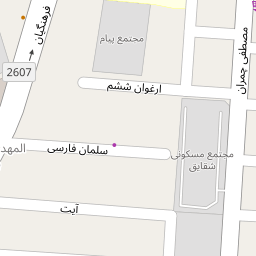 فرهنگیان
مصطفی چمران
مجتمع پیام
2607
ارغوان ششم
سلمان فارسی
المهد
مجتمع مسکونی
شقایق
آیت